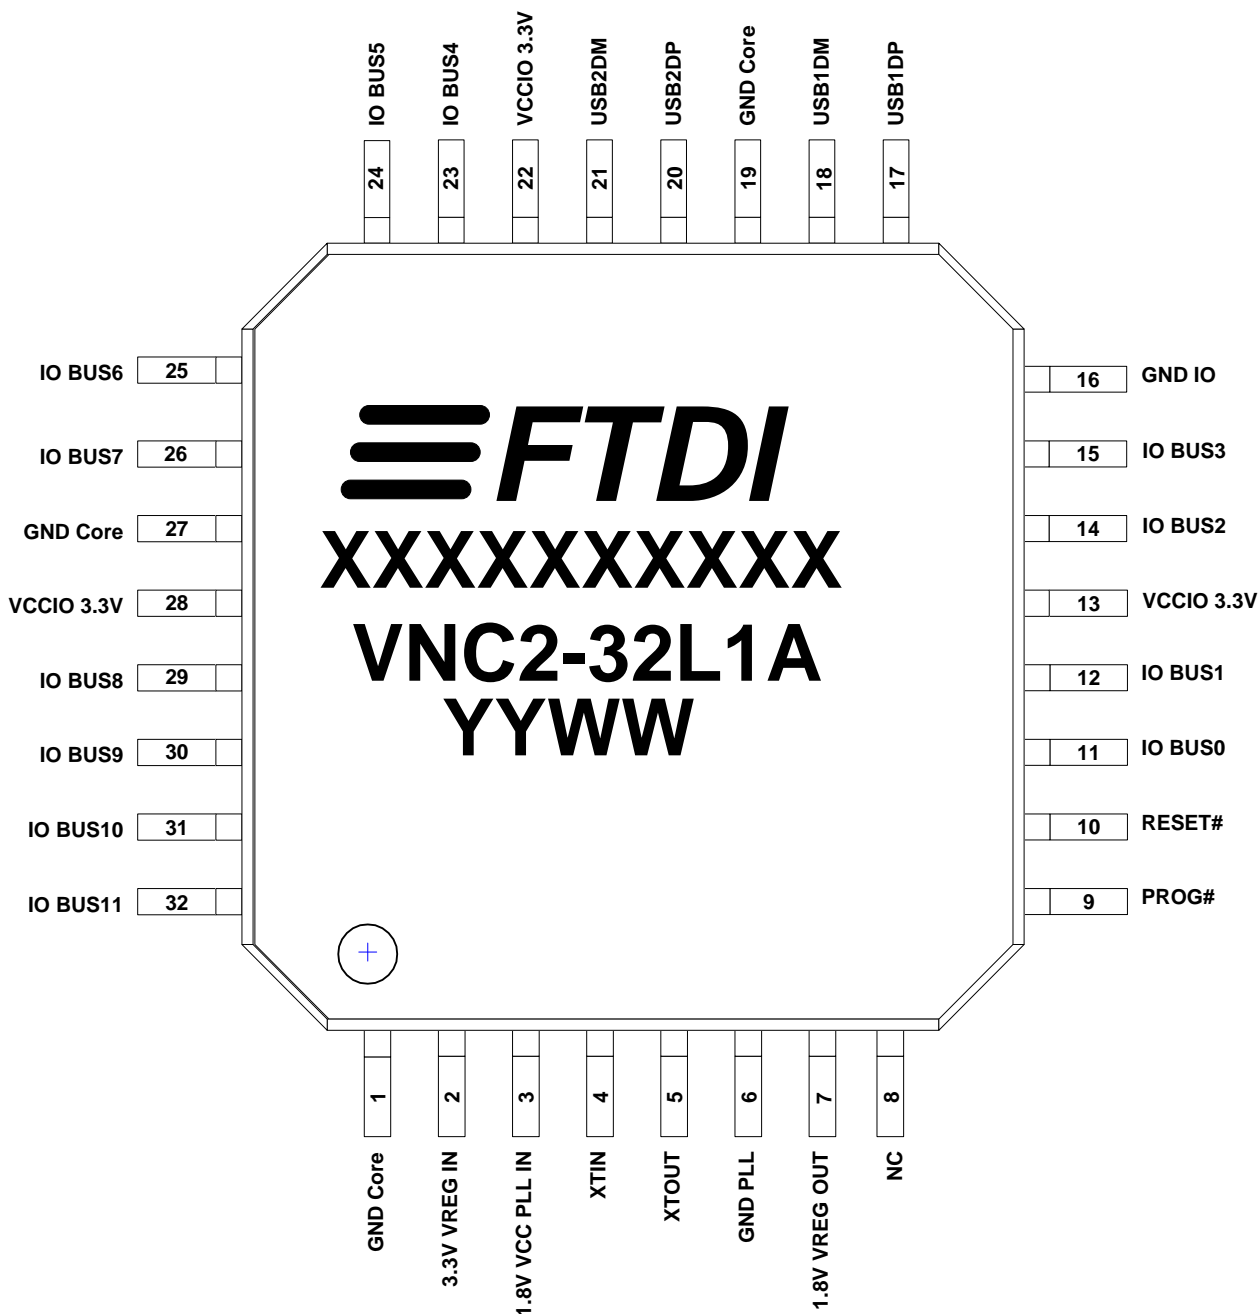 IO BUS5
IO BUS4
VCCIO 3.3V
USB2DM
USB2DP
GND Core
USB1DM
USB1DP
24
23
22
21
20
19
18
17
IO BUS6 25
IO BUS7 26
GND Core 27
VCCIO 3.3V 28
IO BUS8 29
IO BUS9 30
IO BUS10 31
IO BUS11 32
FTDI
XXXXXXXXXX
VNC2-32L1A
YYWW
16 GND IO
15 IO BUS3
14 IO BUS2
13 VCCIO 3.3V
12 IO BUS1
11 IO BUS0
10 RESET#
9 PROG#
1
2
3
4
5
6
7
8
GND Core
3.3V VREG IN
1.8V VCC PLL IN
XTIN
XTOUT
GND PLL
1.8V VREG OUT
NC